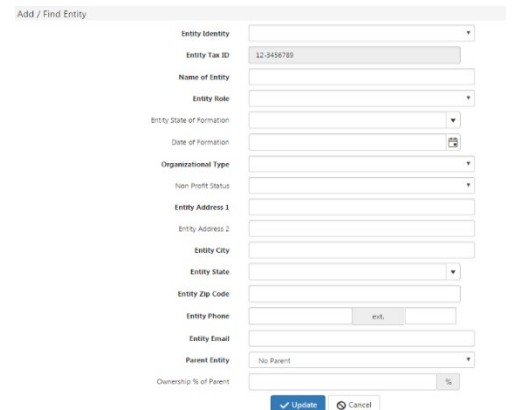 Add / Find Entity
Entity Identity
Entity Tax ID 12-3456789
Name of Entity
Entity Role
Entity State of Formation
Date of Formation
Organizational Type
Non Profit Status
Entity Address 1
Entity Address 2
Entity City
Entity State
Entity Zip Code
Entity Phone ext.
Entity Email
Parent Entity No Parent
Ownership % of Parent %
Update Cancel